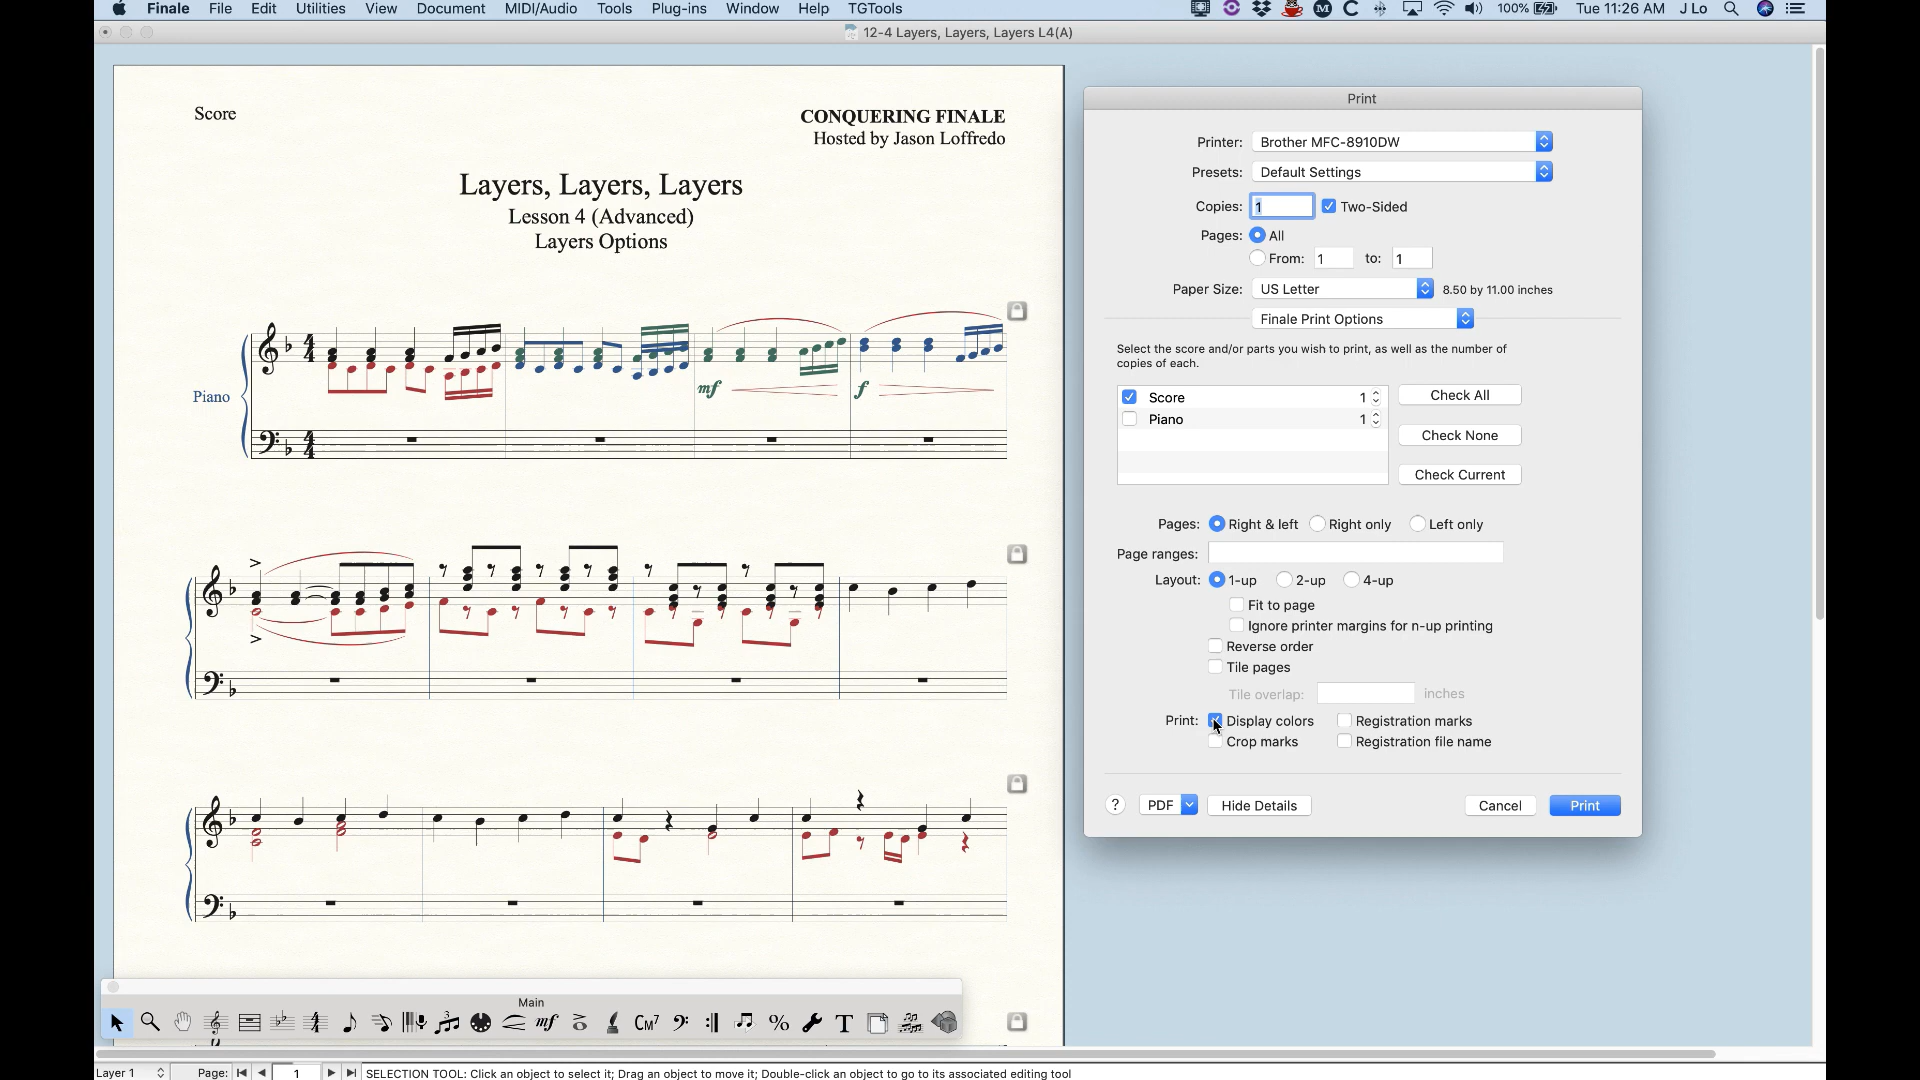 Finale File Edit Utilities View Document MIDI/Audio Tools Plug-ins Window Help TGTools 100% Tue 11:26 AM J Lo
12-4 Layers, Layers, Layers L4(A)
Score
CONQUERING FINALE
Hosted by Jason Loffredo
Layers, Layers, Layers
Lesson 4 (Advanced)
Layers Options
Piano
mf f
Print
Printer: Brother MFC-8910DW
Presets: Default Settings
Copies: 1 Two-Sided
Pages: All
From: 1 to: 1
Paper Size: US Letter 8.50 by 11.00 inches
Finale Print Options
Select the score and/or parts you wish to print, as well as the number of
copies of each.
Score 1
Piano 1
Check All
Check None
Check Current
Pages: Right & left Right only Left only
Page ranges:
Layout: 1-up 2-up 4-up
Fit to page
Ignore printer margins for n-up printing
Reverse order
Tile pages
Tile overlap: inches
Print: Display colors Registration marks
Crop marks Registration file name
? PDF Hide Details Cancel Print
Main
mf CM7 %  T
Layer 1 Page: 1 SELECTION TOOL: Click an object to select it; Drag an object to move it; Double-click an object to go to its associated editing tool